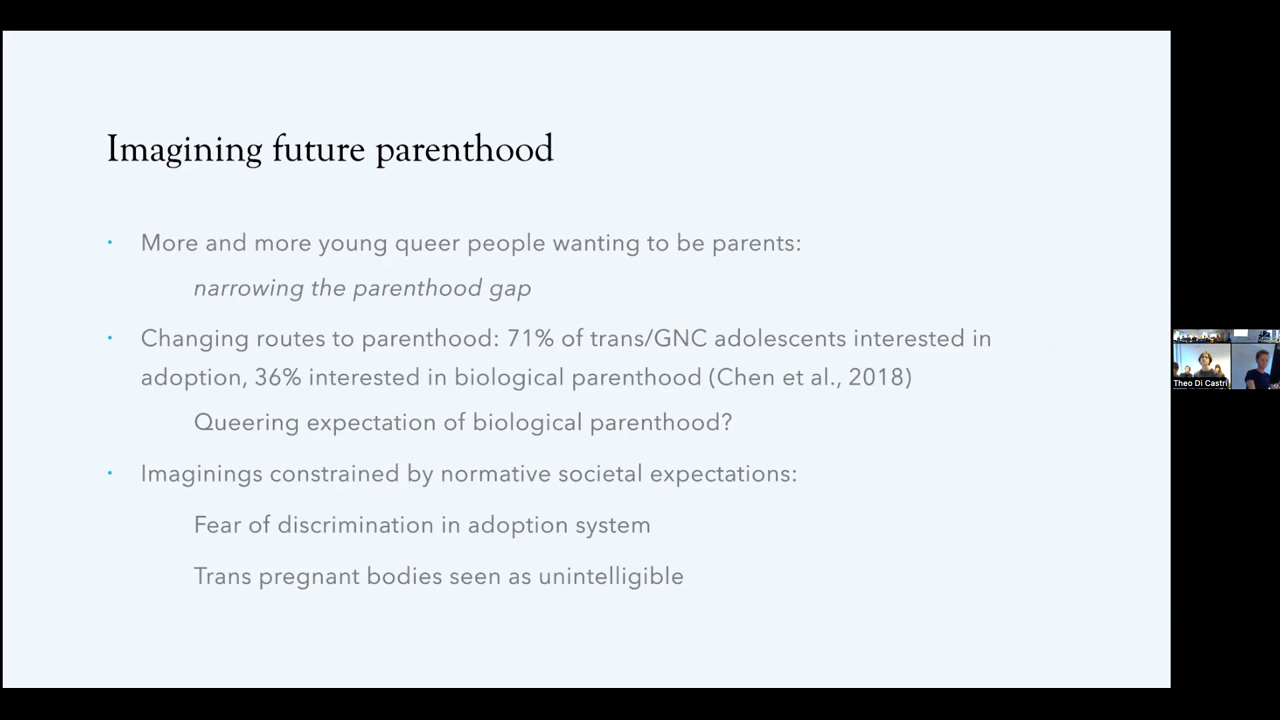 Imagining future parenthood
· More and more young queer people wanting to be parents:
narrowing the parenthood gap
· Changing routes to parenthood: 71% of trans/GNC adolescents interested in
adoption, 36% interested in biological parenthood (Chen et al., 2018)
Queering expectation of biological parenthood?
· Imaginings constrained by normative societal expectations:
Fear of discrimination in adoption system
Trans pregnant bodies seen as unintelligible
Theo Di Castri